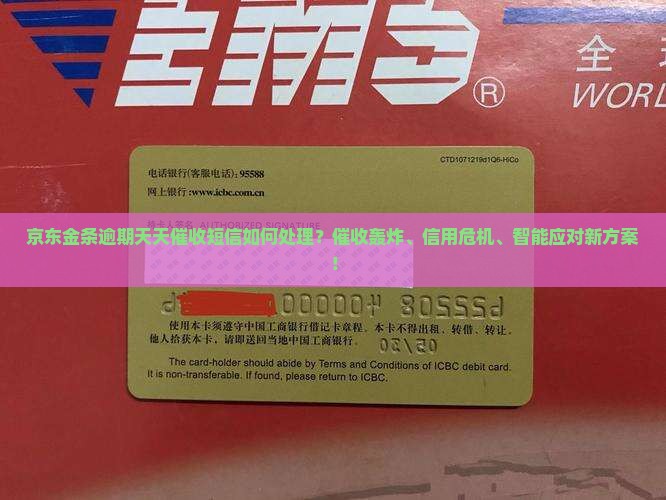 EMS®
全
WORL
CTD1071219d1Q6-HiCo
电话银行(客服电话): 95588
网上银行:www.icbc.com.cn
AUTHORIZED SIGNATURE
京东金条逾期天天催收短信如何处理？催收轰炸、信用危机、智能应对新方案
！
使用本卡须遵守中国工商银行借记卡章程。本卡不得出租、转借、转让。
他人拾获本卡，请即送回当地中国工商银行。
05/20
The card-holder should abide by Terms and Conditions of ICBC debit card.
It is non-transferable. If found, please return to ICBC.